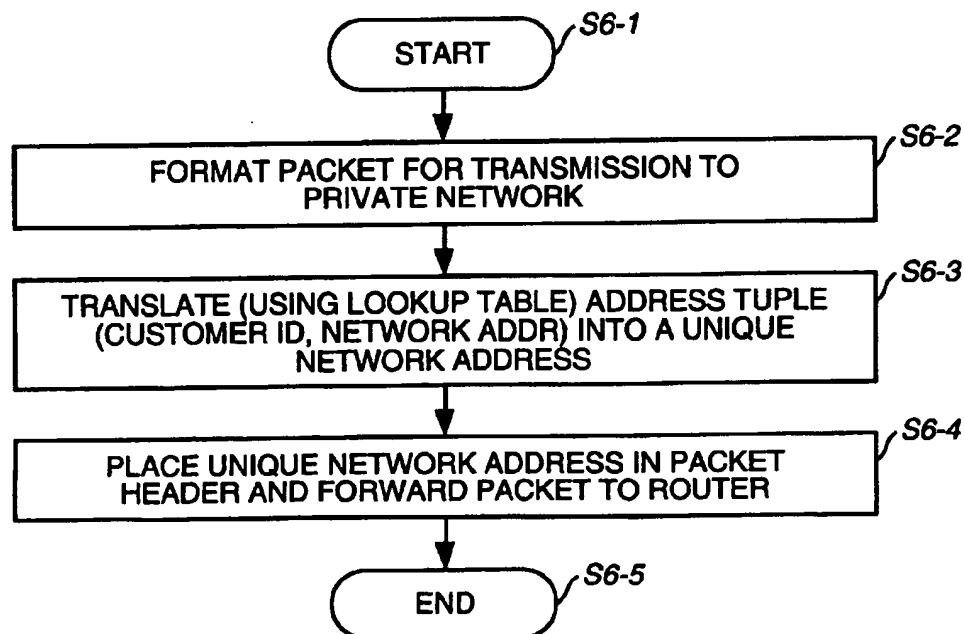 START
S6-1
FORMAT PACKET FOR TRANSMISSION TO
PRIVATE NETWORK
S6-2
TRANSLATE (USING LOOKUP TABLE) ADDRESS TUPLE
(CUSTOMER ID, NETWORK ADDR) INTO A UNIQUE
NETWORK ADDRESS
S6-3
PLACE UNIQUE NETWORK ADDRESS IN PACKET
HEADER AND FORWARD PACKET TO ROUTER
S6-4
END
S6-5